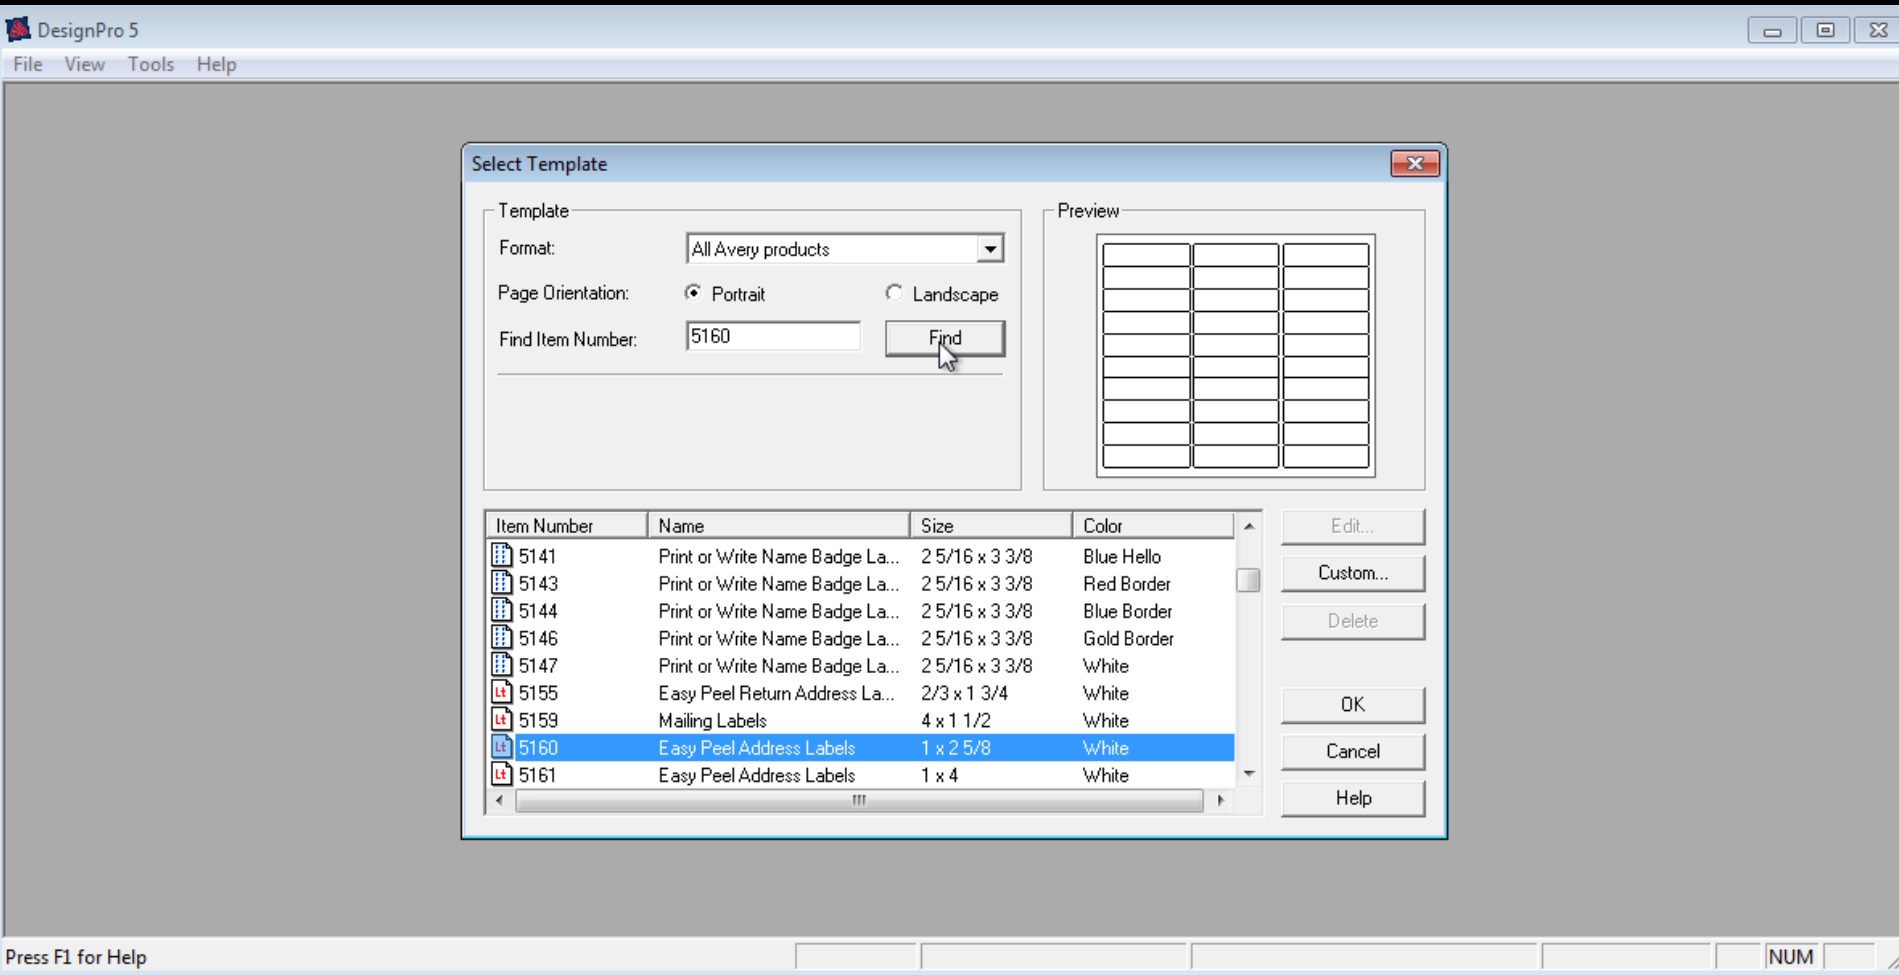 DesignPro 5
File View Tools Help
Select Template
Template
Format:
All Avery products
Page Orientation:
Portrait
Landscape
Find Item Number:
5160
Find
Preview
Item Number Name Size Color
5141 Print or Write Name Badge La... 2 5/16 x 3 3/8 Blue Hello
5143 Print or Write Name Badge La... 2 5/16 x 3 3/8 Red Border
5144 Print or Write Name Badge La... 2 5/16 x 3 3/8 Blue Border
5146 Print or Write Name Badge La... 2 5/16 x 3 3/8 Gold Border
5147 Print or Write Name Badge La... 2 5/16 x 3 3/8 White
Lt 5155 Easy Peel Return Address La... 2/3 x 1 3/4 White
Lt 5159 Mailing Labels 4 x 1 1/2 White
Lt 5160 Easy Peel Address Labels 1 x 2 5/8 White
Lt 5161 Easy Peel Address Labels 1 x 4 White
Edit...
Custom...
Delete
OK
Cancel
Help
Press F1 for Help
NUM